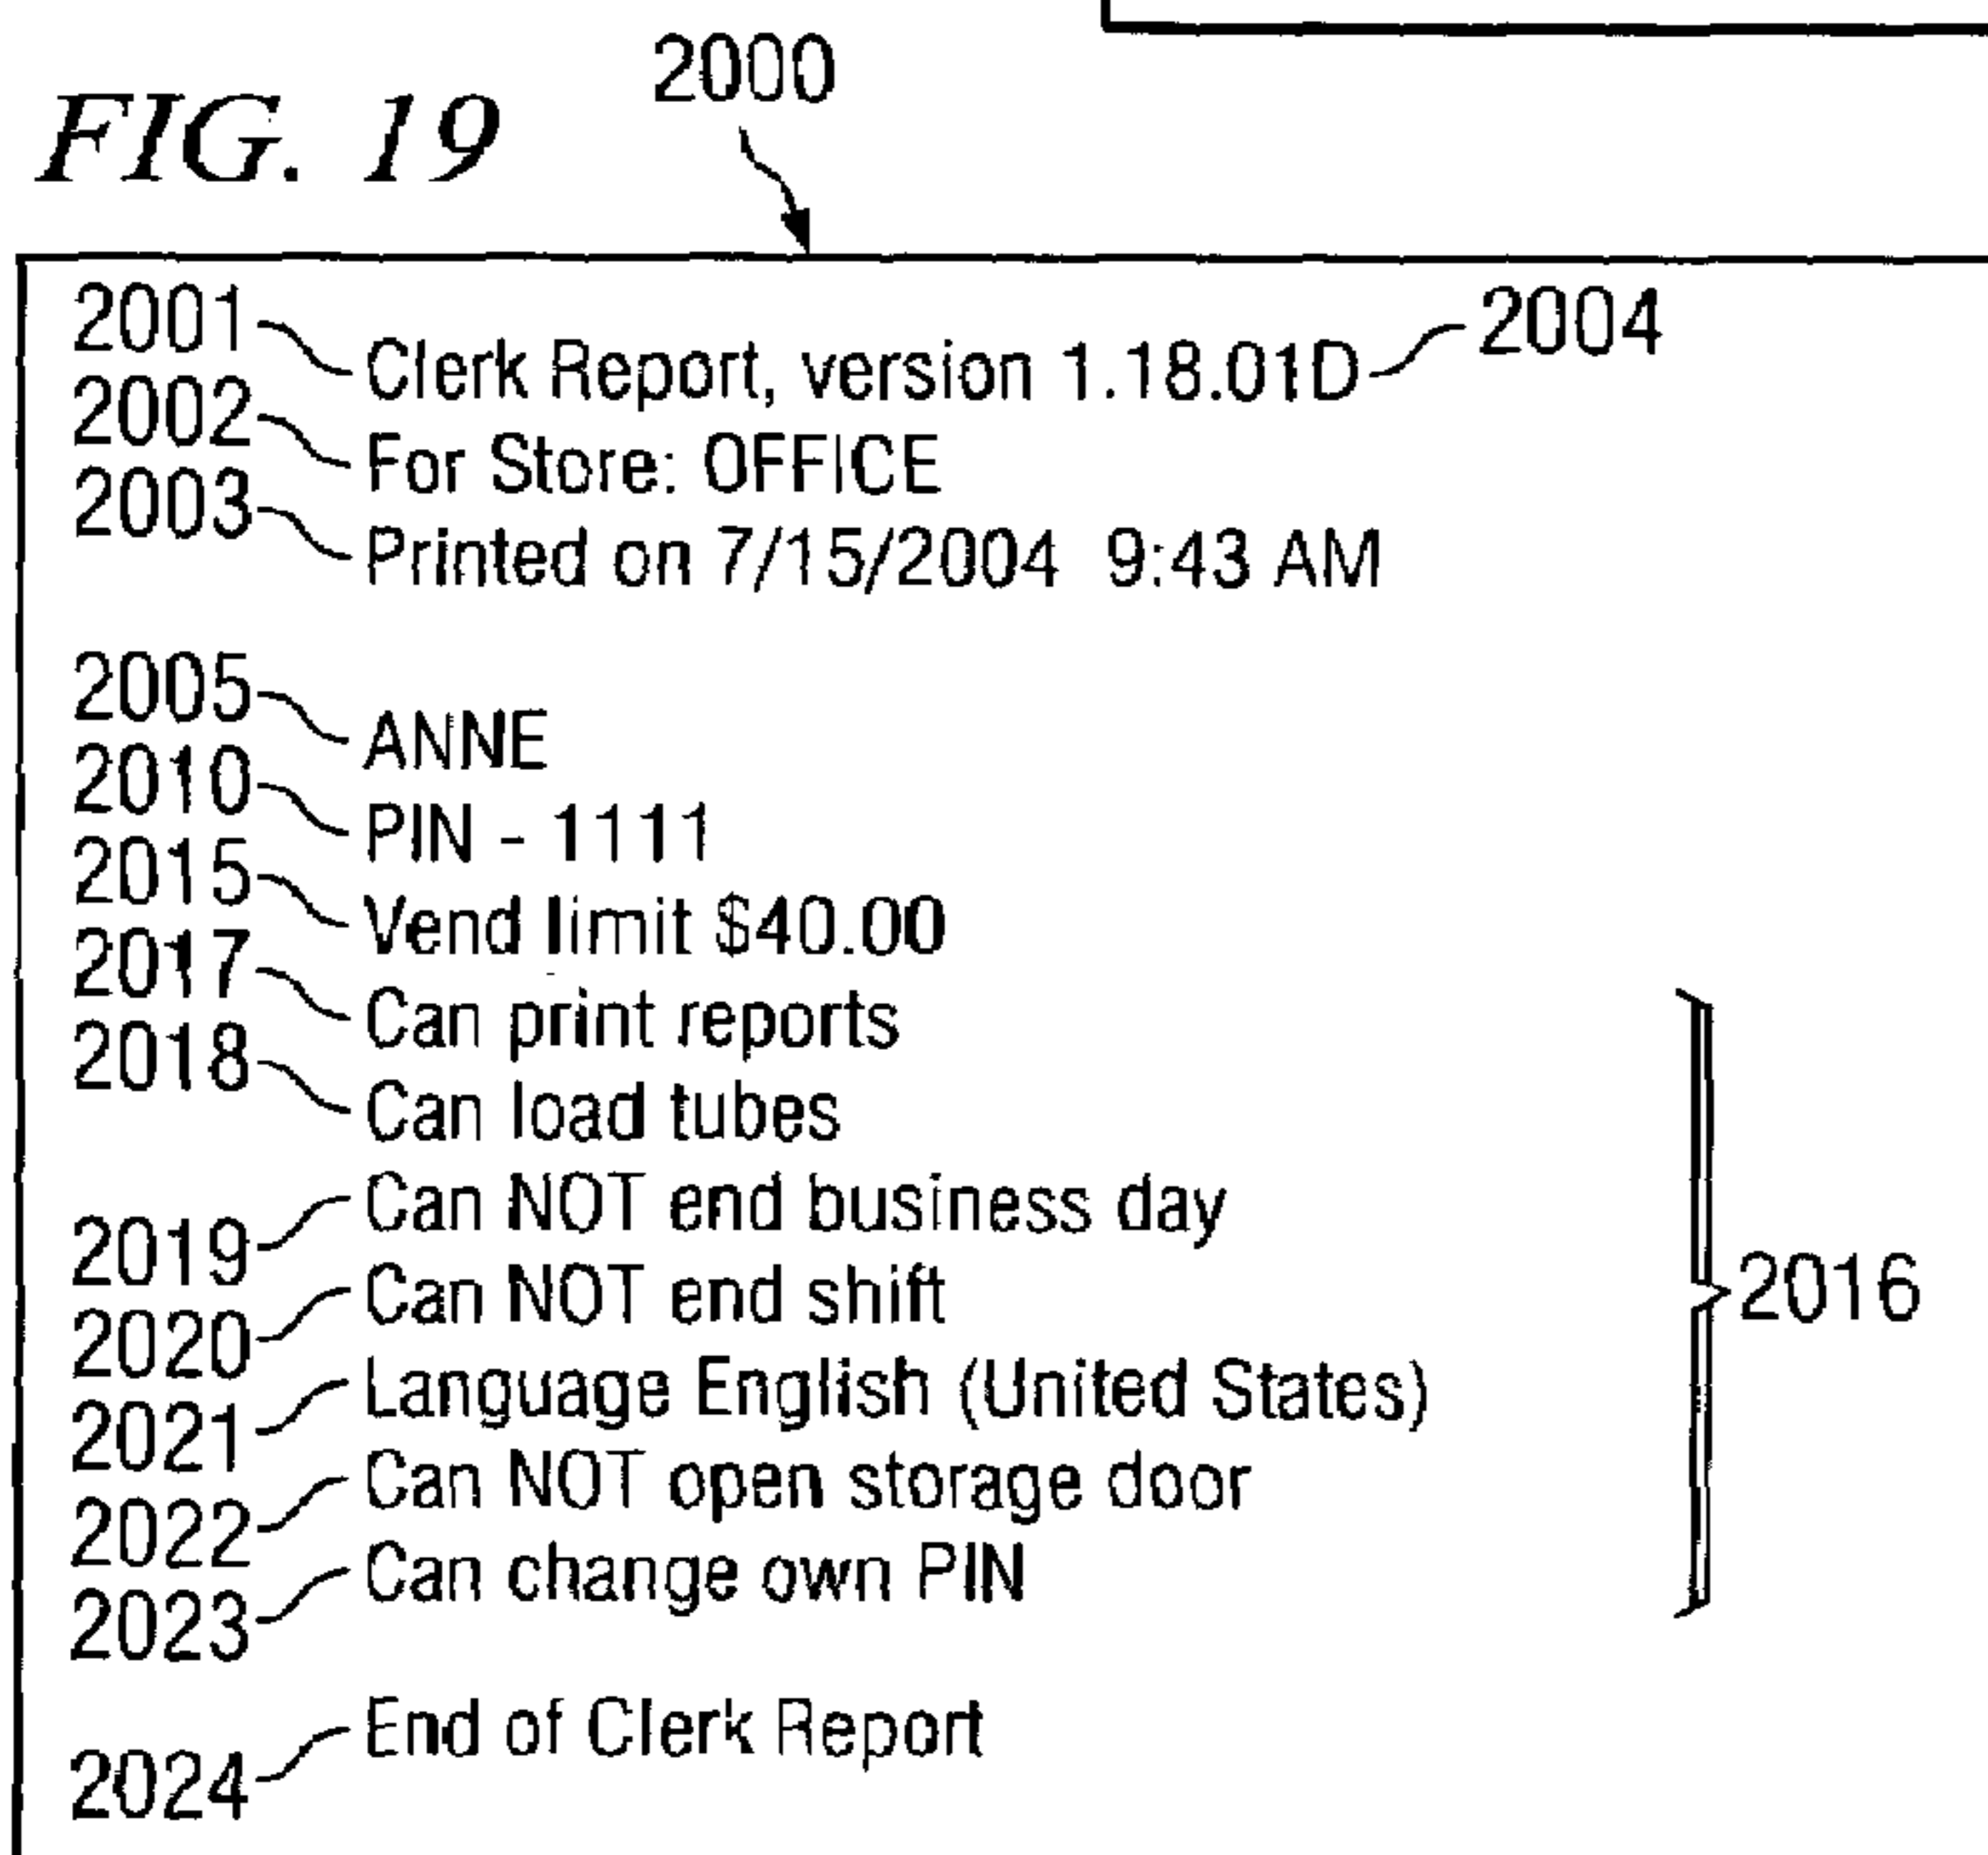 2000
FIG. 19
2001 Clerk Report, version 1.18.01D 2004
2002 For Store: OFFICE
2003 Printed on 7/15/2004 9:43 AM
2005 ANNE
2010 PIN - 1111
2015 Vend limit $40.00
2017 Can print reports
2018 Can load tubes
2019 Can NOT end business day
2020 Can NOT end shift
2016
2021 Language English (United States)
2022 Can NOT open storage door
2023 Can change own PIN
2024 End of Clerk Report